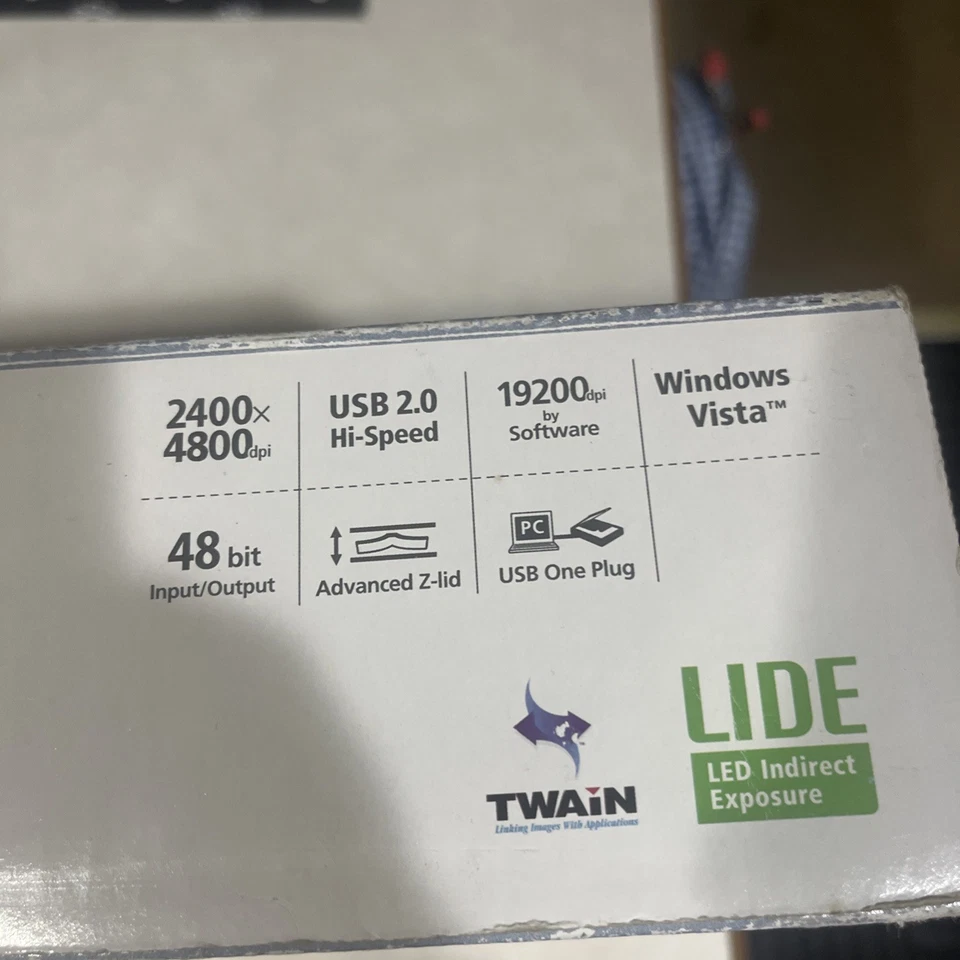 2400×
4800dpi
USB 2.0
Hi-Speed
19200dpi
by
Software
Windows
Vista™
48 bit
Input/Output
Advanced Z-lid
PC
USB One Plug
TWAiN
Linking Images With Applications
LIDE
LED Indirect
Exposure